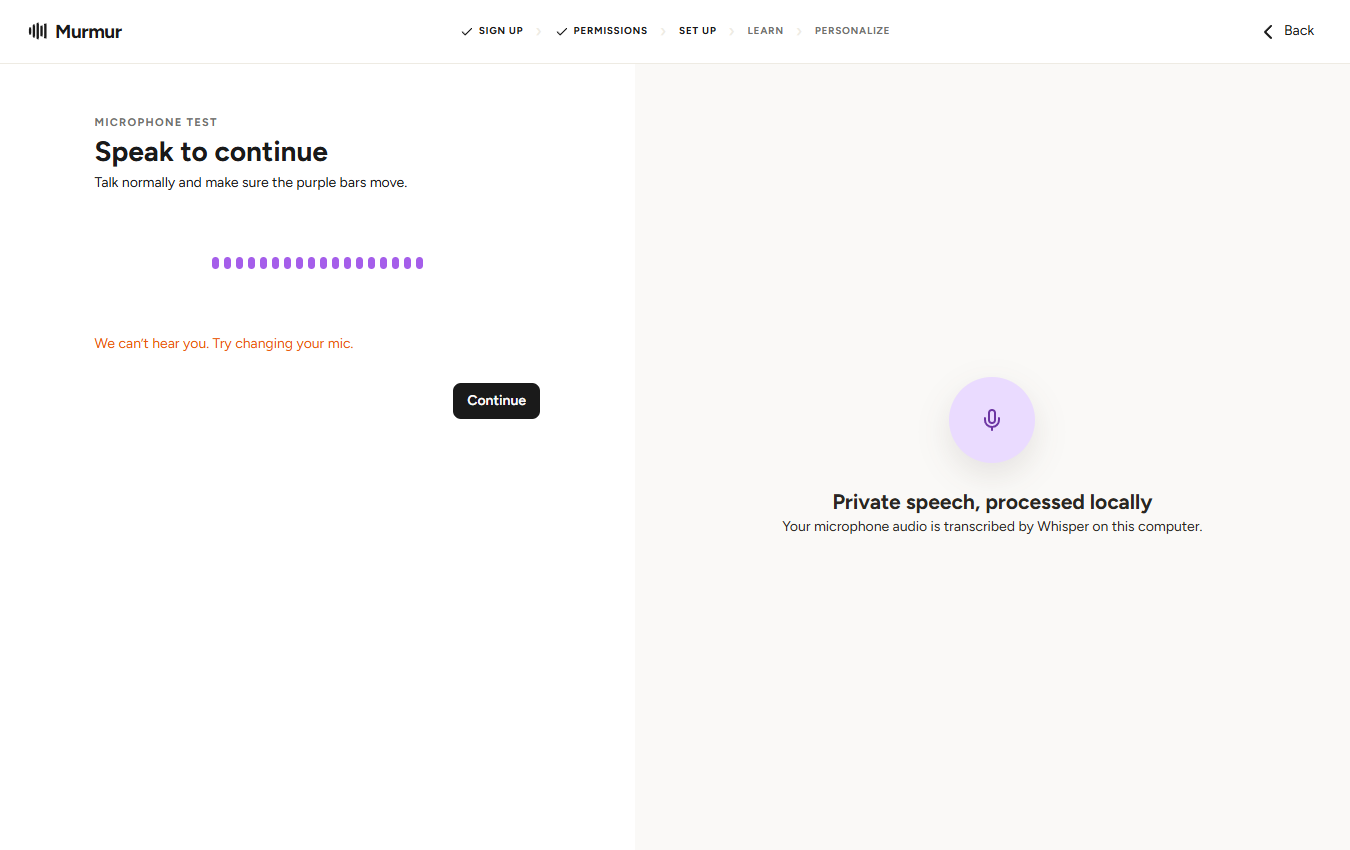 Murmur
SIGN UP
PERMISSIONS
SET UP
LEARN
PERSONALIZE
Back
MICROPHONE TEST
Speak to continue
Talk normally and make sure the purple bars move.
We can't hear you. Try changing your mic.
Continue
Private speech, processed locally
Your microphone audio is transcribed by Whisper on this computer.